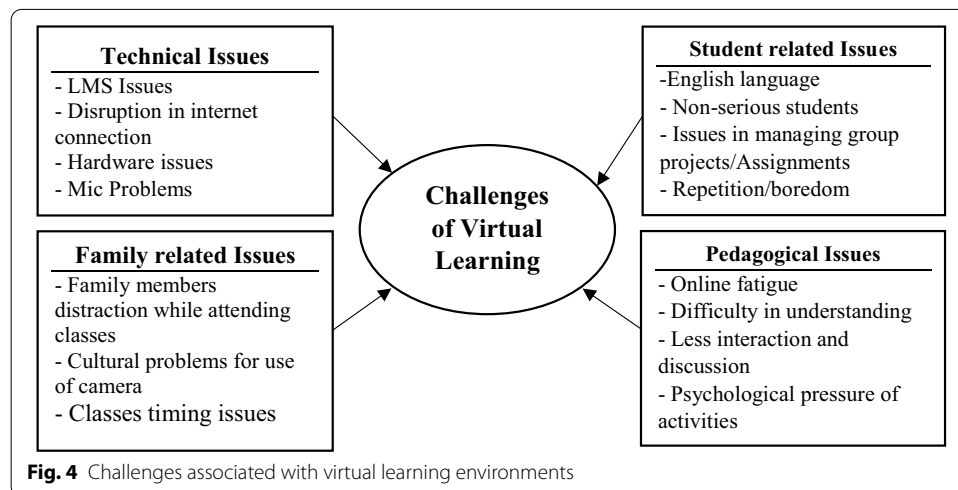 Technical Issues
- LMS Issues
- Disruption in internet
connection
- Hardware issues
- Mic Problems
Student related Issues
-English language
- Non-serious students
- Issues in managing group
projects/Assignments
- Repetition/boredom
Challenges
of Virtual
Learning
Family related Issues
- Family members
distraction while attending
classes
- Cultural problems for use
of camera
- Classes timing issues
Pedagogical Issues
- Online fatigue
- Difficulty in understanding
- Less interaction and
discussion
- Psychological pressure of
activities
Fig. 4 Challenges associated with virtual learning environments